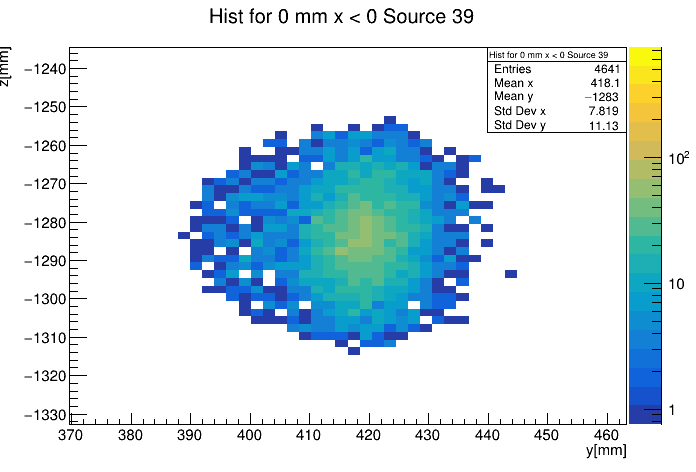 Hist for 0 mm x < 0 Source 39
z[mm]
Hist for 0 mm x < 0 Source 39
Entries 4641
Mean x 418.1
Mean y −1283
Std Dev x 7.819
Std Dev y 11.13
−1240
−1250
−1260
−1270
−1280
−1290
−1300
−1310
−1320
−1330
10²
10
1
370 380 390 400 410 420 430 440 450 460
y[mm]